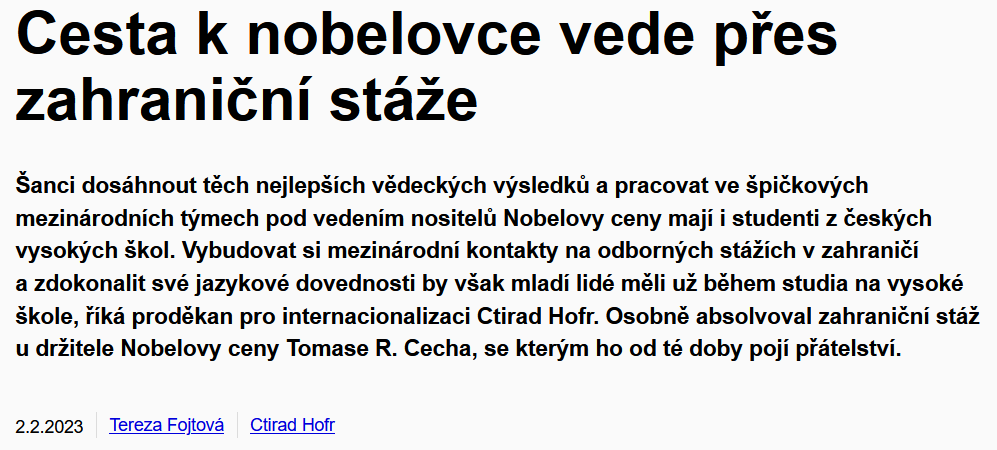 Cesta k nobelovce vede přes
zahraniční stáže
Šanci dosáhnout těch nejlepších vědeckých výsledků a pracovat ve špičkových
mezinárodních týmech pod vedením nositelů Nobelovy ceny mají i studenti z českých
vysokých škol. Vybudovat si mezinárodní kontakty na odborných stážích v zahraničí
a zdokonalit své jazykové dovednosti by však mladí lidé měli už během studia na vysoké
škole, říká proděkan pro internacionalizaci Ctirad Hofr. Osobně absolvoval zahraniční stáž
u držitele Nobelovy ceny Tomase R. Cecha, se kterým ho od té doby pojí přátelství.
2.2.2023 Tereza Fojtová Ctirad Hofr